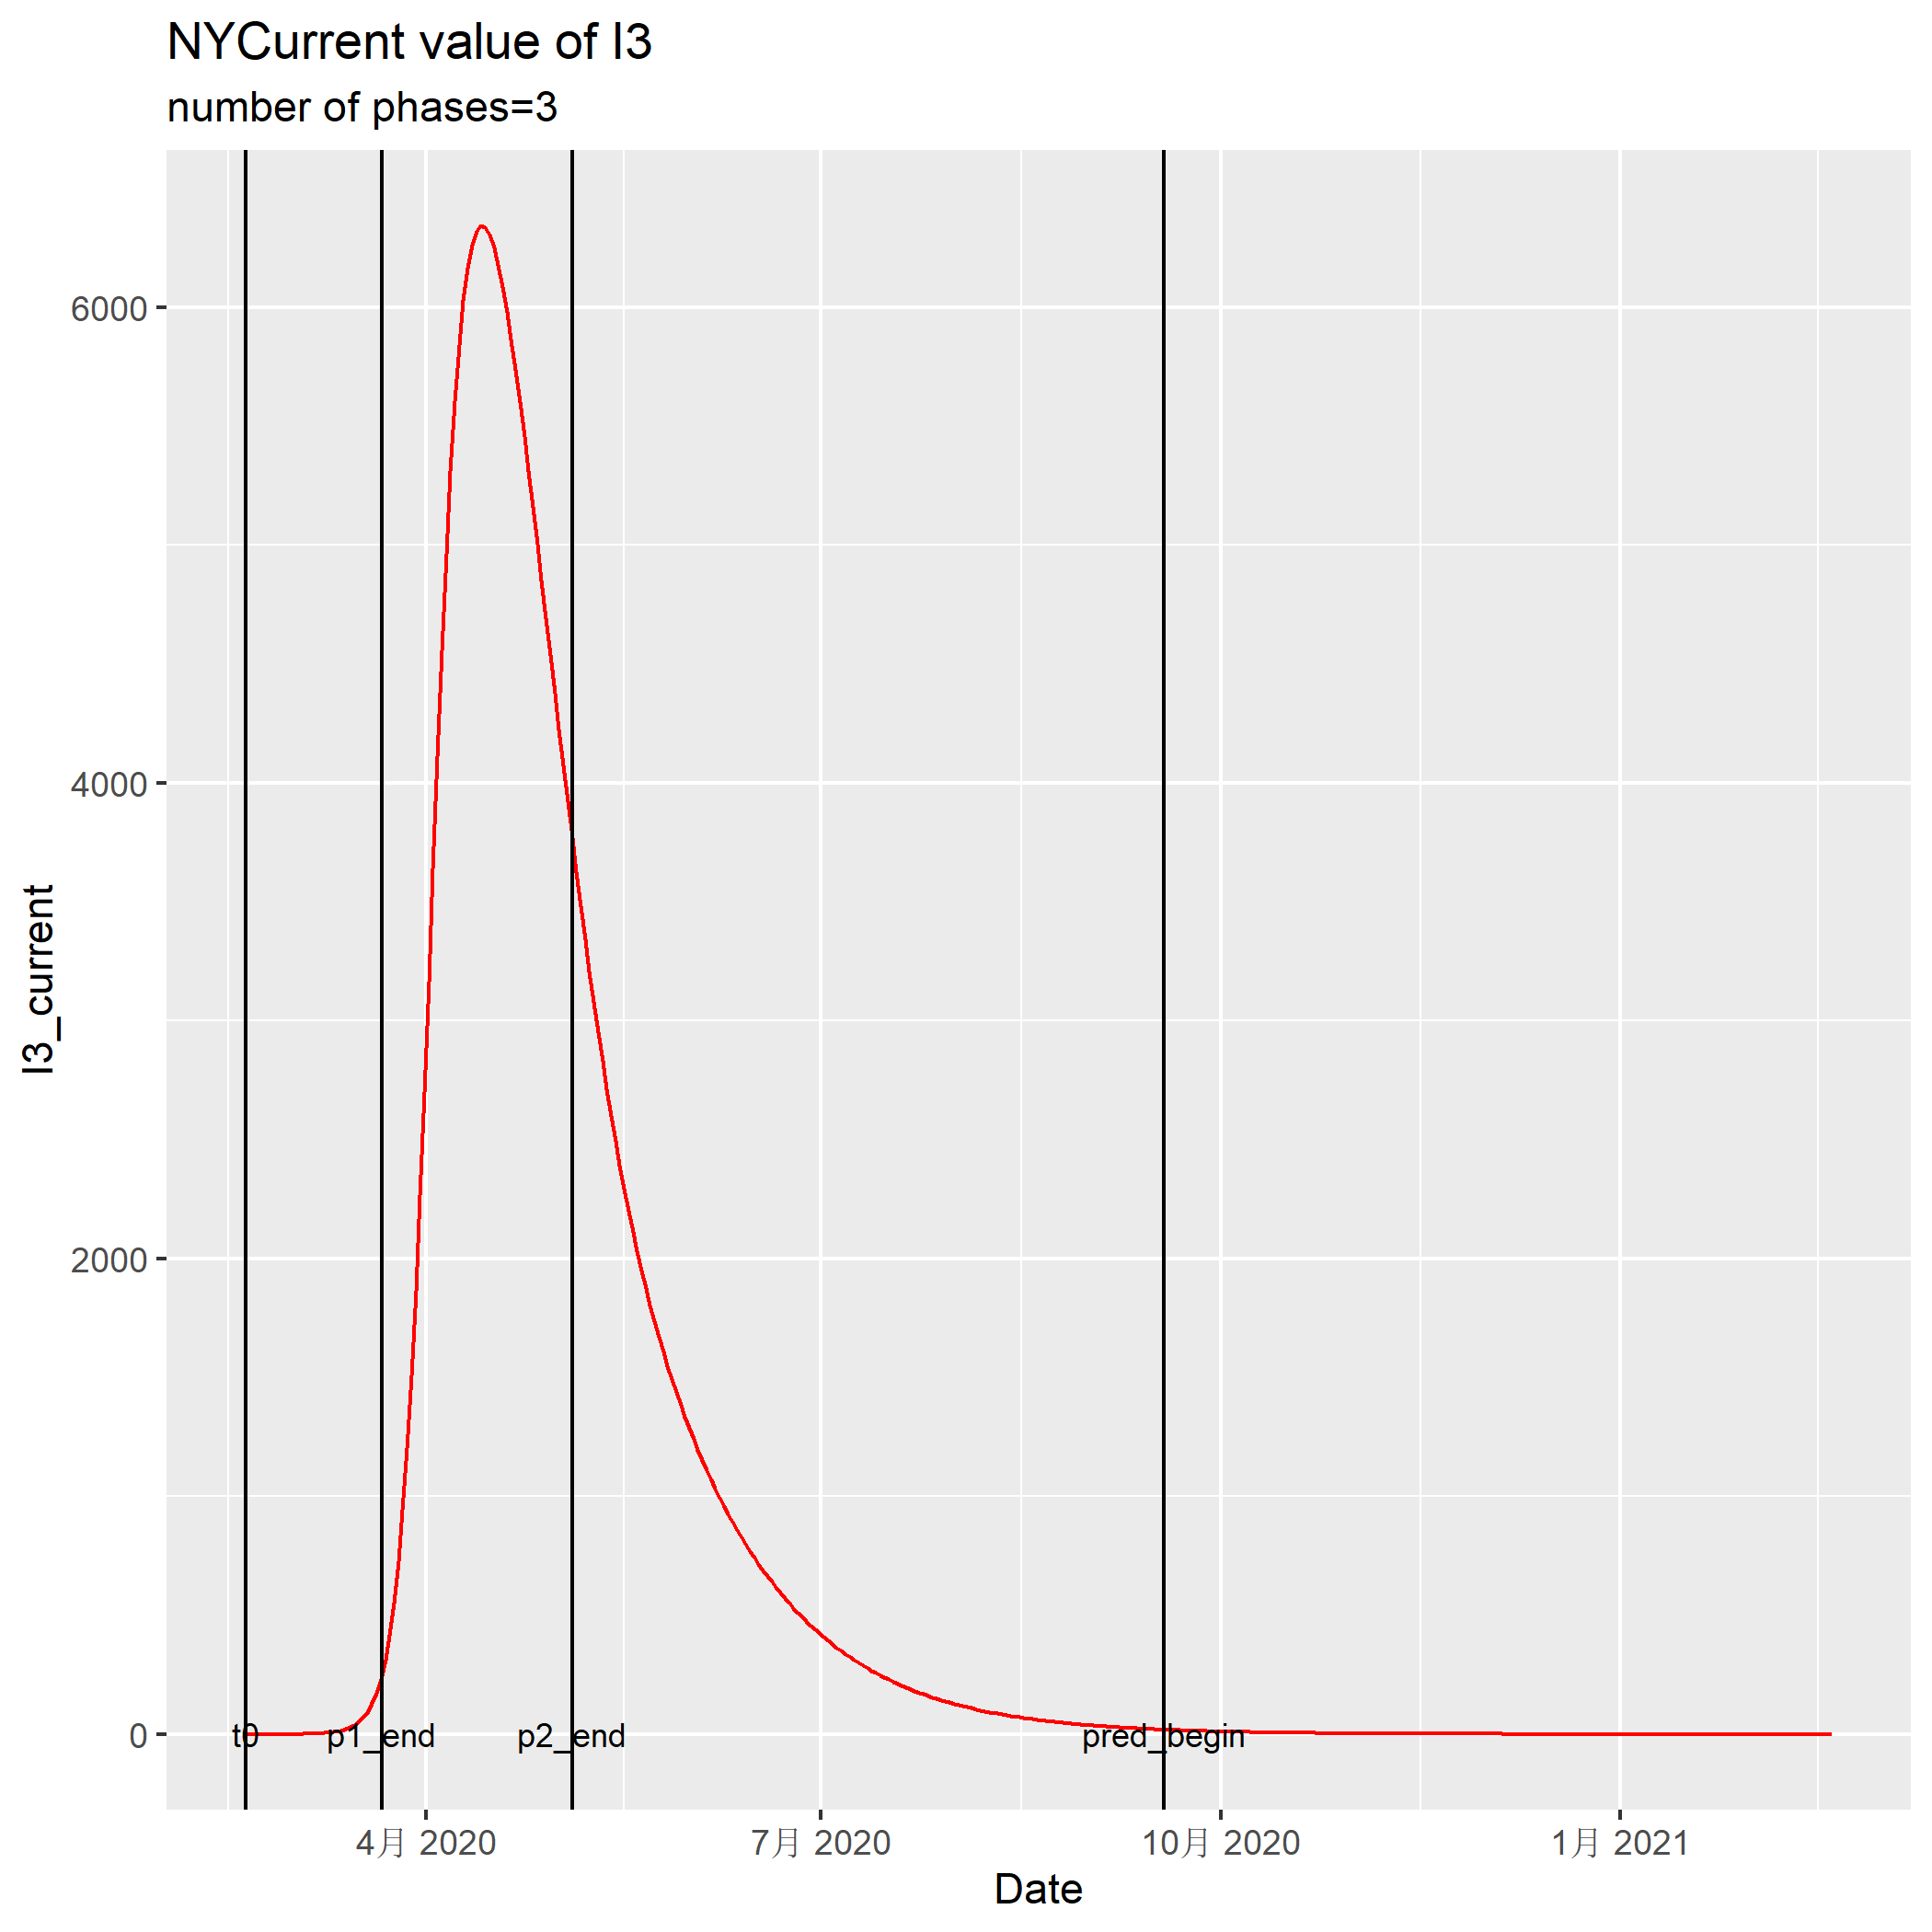 NYCurrent value of I3
number of phases=3
I3_current
6000
4000
2000
0
t0 p1_end p2_end pred_begin
4月 2020 7月 2020 10月 2020 1月 2021
Date